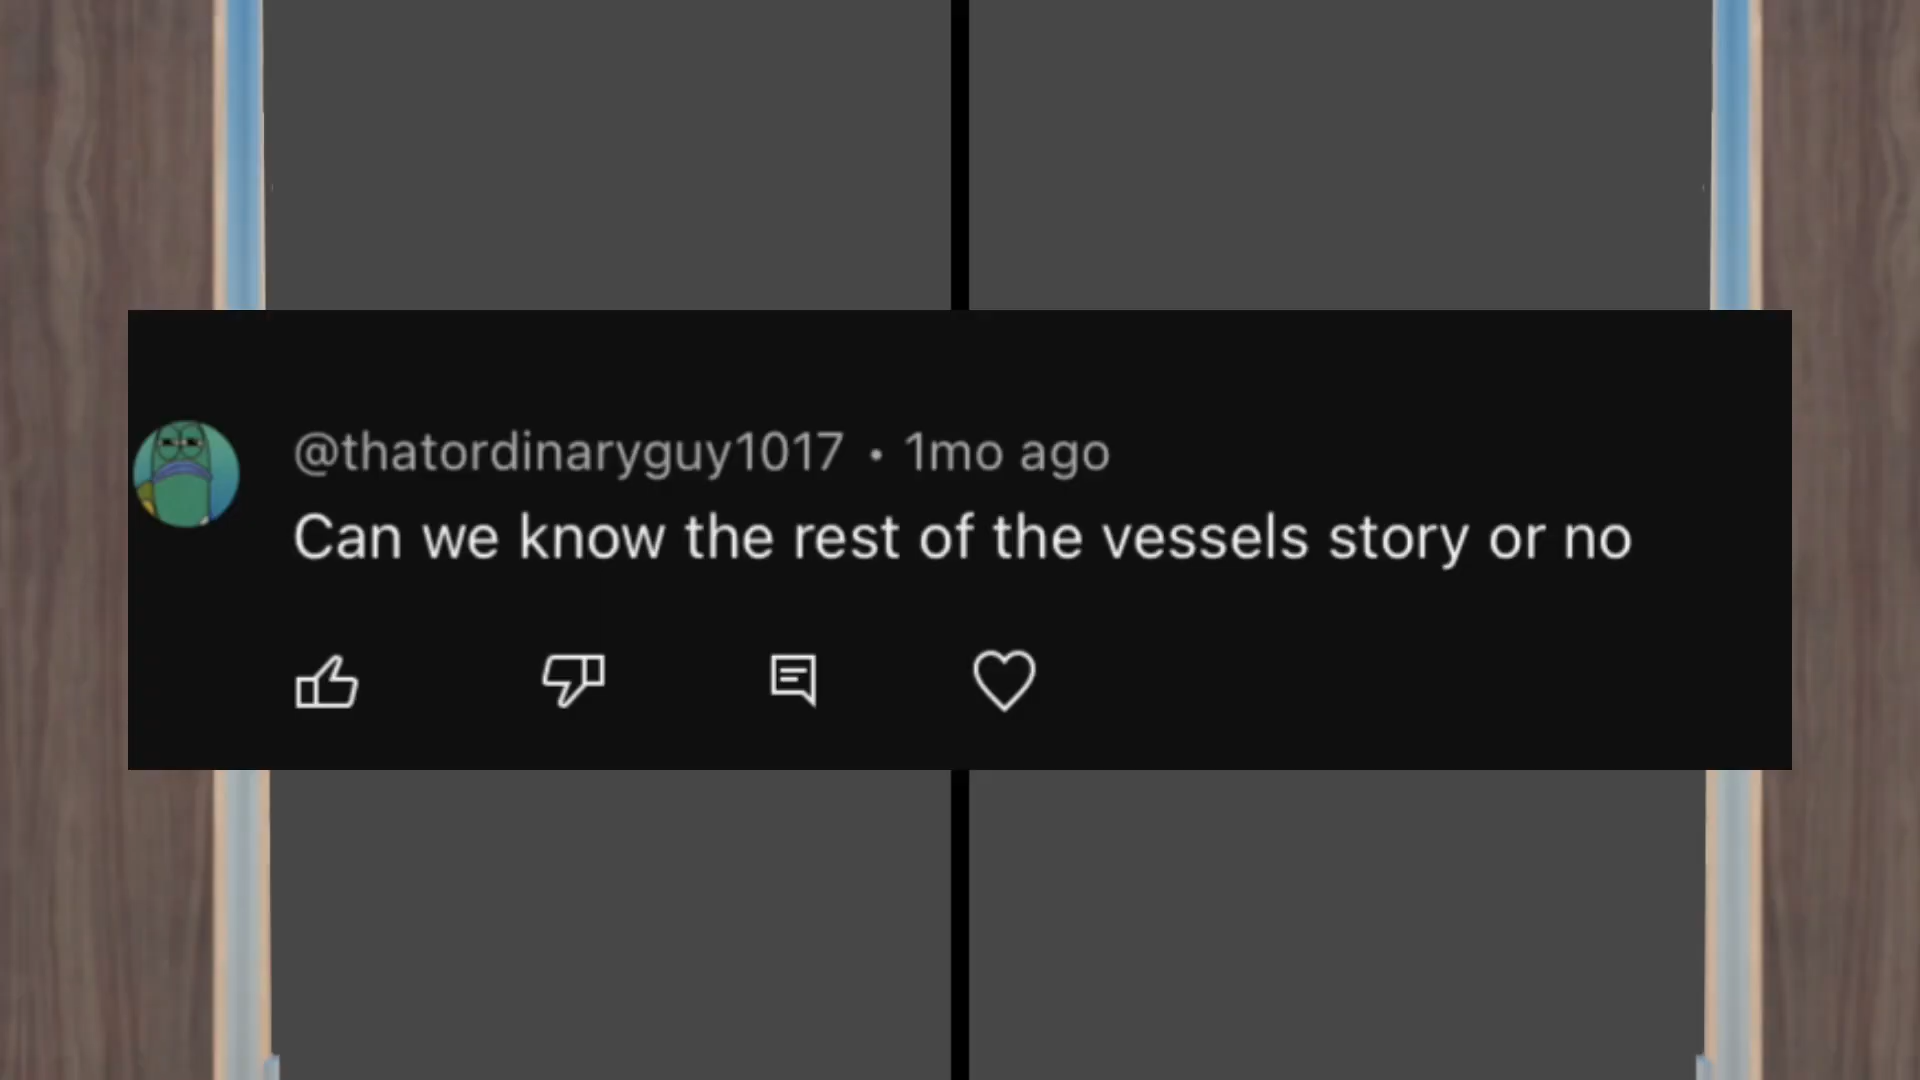 @thatordinaryguy1017 • 1mo ago
Can we know the rest of the vessels story or no